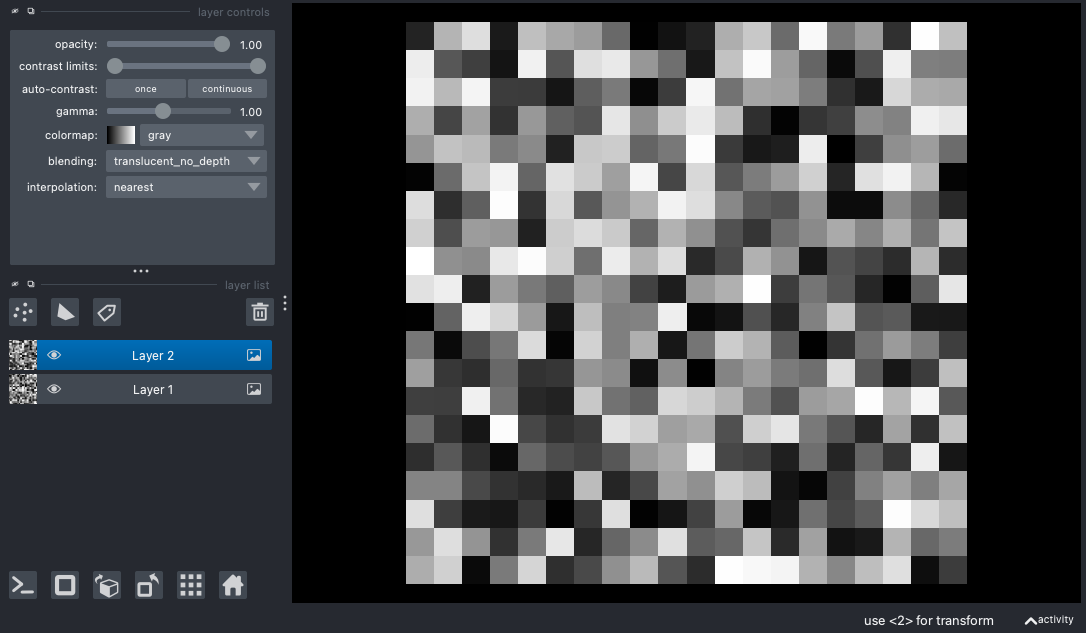 layer controls
opacity: 1.00
contrast limits:
auto-contrast: once continuous
gamma: 1.00
colormap: gray
blending: translucent_no_depth
interpolation: nearest
layer list
Layer 2
Layer 1
use <2> for transform
activity